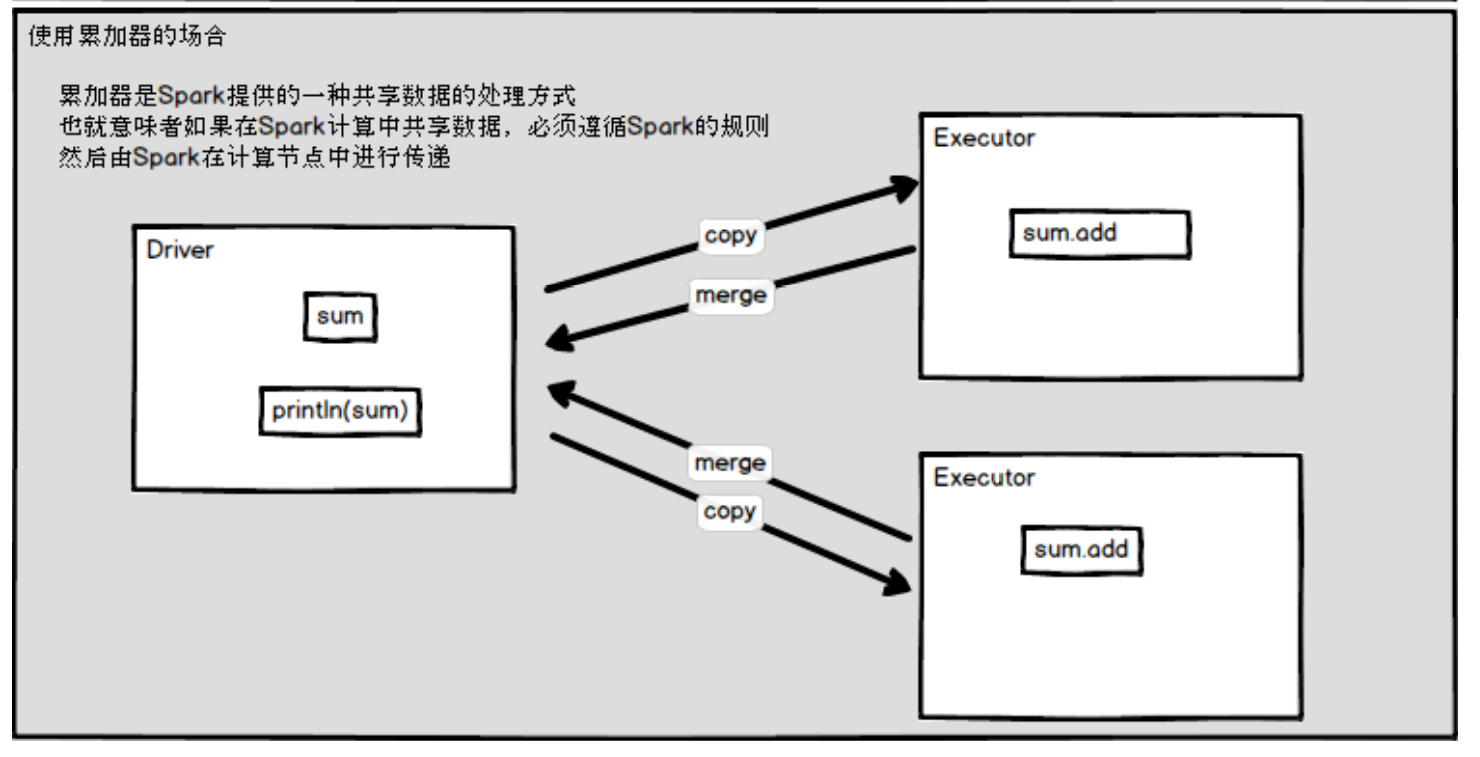 使用累加器的场合
累加器是Spark提供的一种共享数据的处理方式
也就意味者如果在Spark计算中共享数据，必须遵循Spark的规则
然后由Spark在计算节点中进行传递
Driver
sum
println(sum)
copy
merge
merge
copy
Executor
sum.add
Executor
sum.add